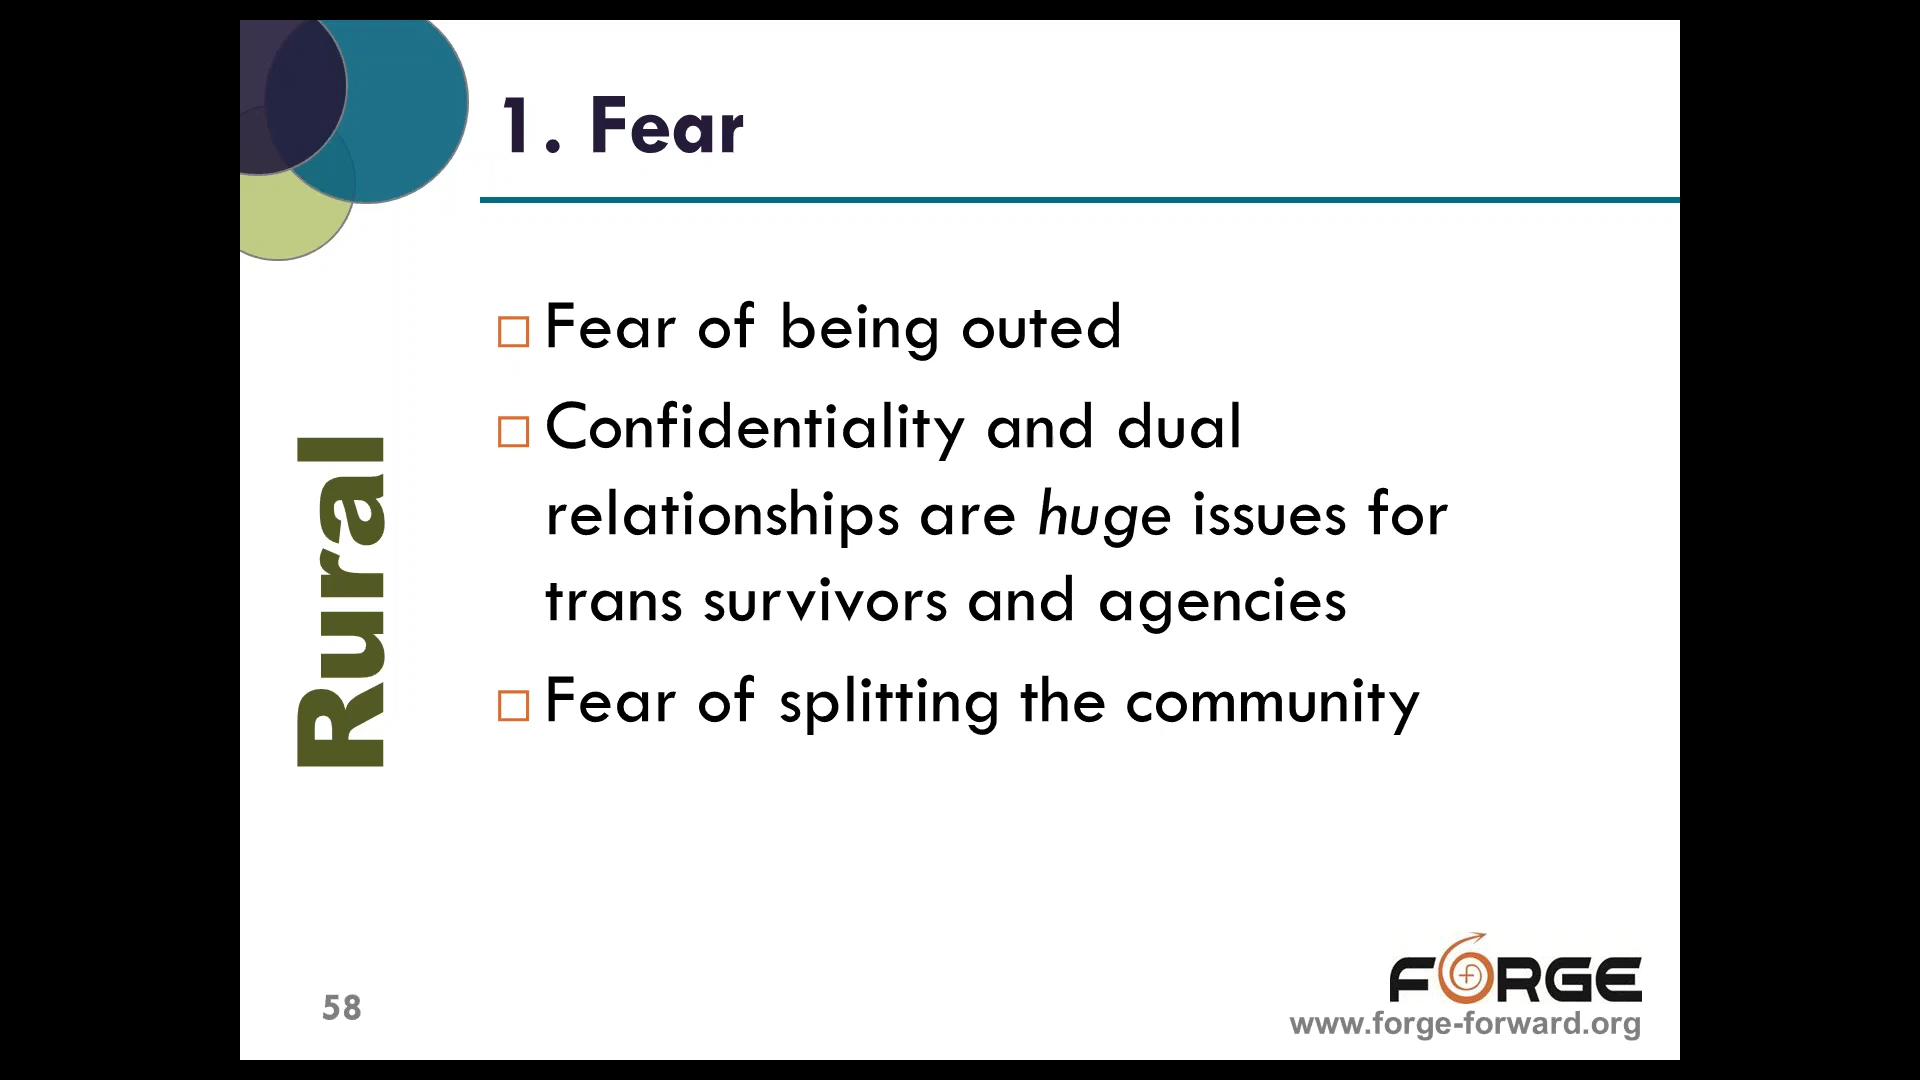 1. Fear
Rural
□ Fear of being outed
□ Confidentiality and dual
relationships are huge issues for
trans survivors and agencies
□ Fear of splitting the community
58
FORGE
www.forge-forward.org